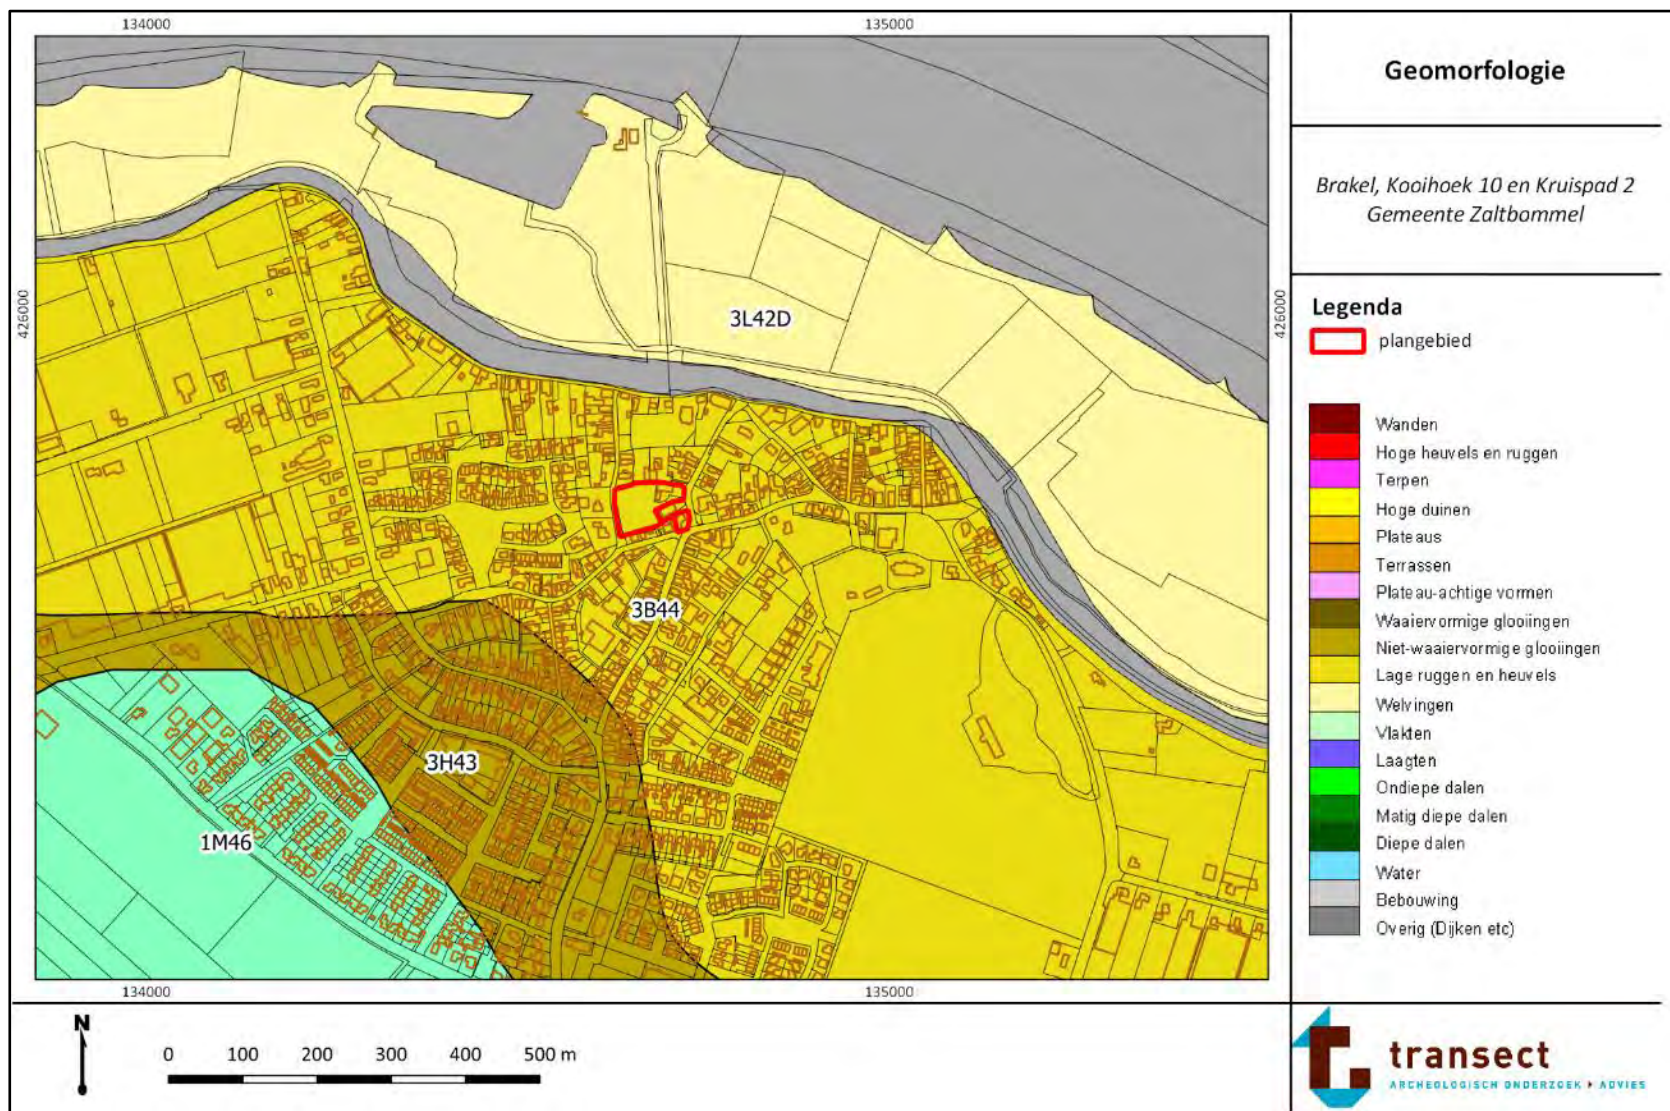 134000
135000
426000
426000
3L42D
3B44
3H43
1M46
134000
135000
N
0 100 200 300 400 500 m
Geomorfologie
Brakel, Kooihoek 10 en Kruispad 2
Gemeente Zaltbommel
Legenda
plangebied
Wanden
Hoge heuvels en ruggen
Terpen
Hoge duinen
Plateaus
Terrassen
Plateau-achtige vormen
Waaiervormige glooiingen
Niet-waaiervormige glooiingen
Lage ruggen en heuvels
Welvingen
Vlakten
Laagten
Ondiepe dalen
Matig diepe dalen
Diepe dalen
Water
Bebouwing
Overig (Dijken etc)
transect
ARCHEOLOGISCH ONDERZOEK ▸ ADVIES